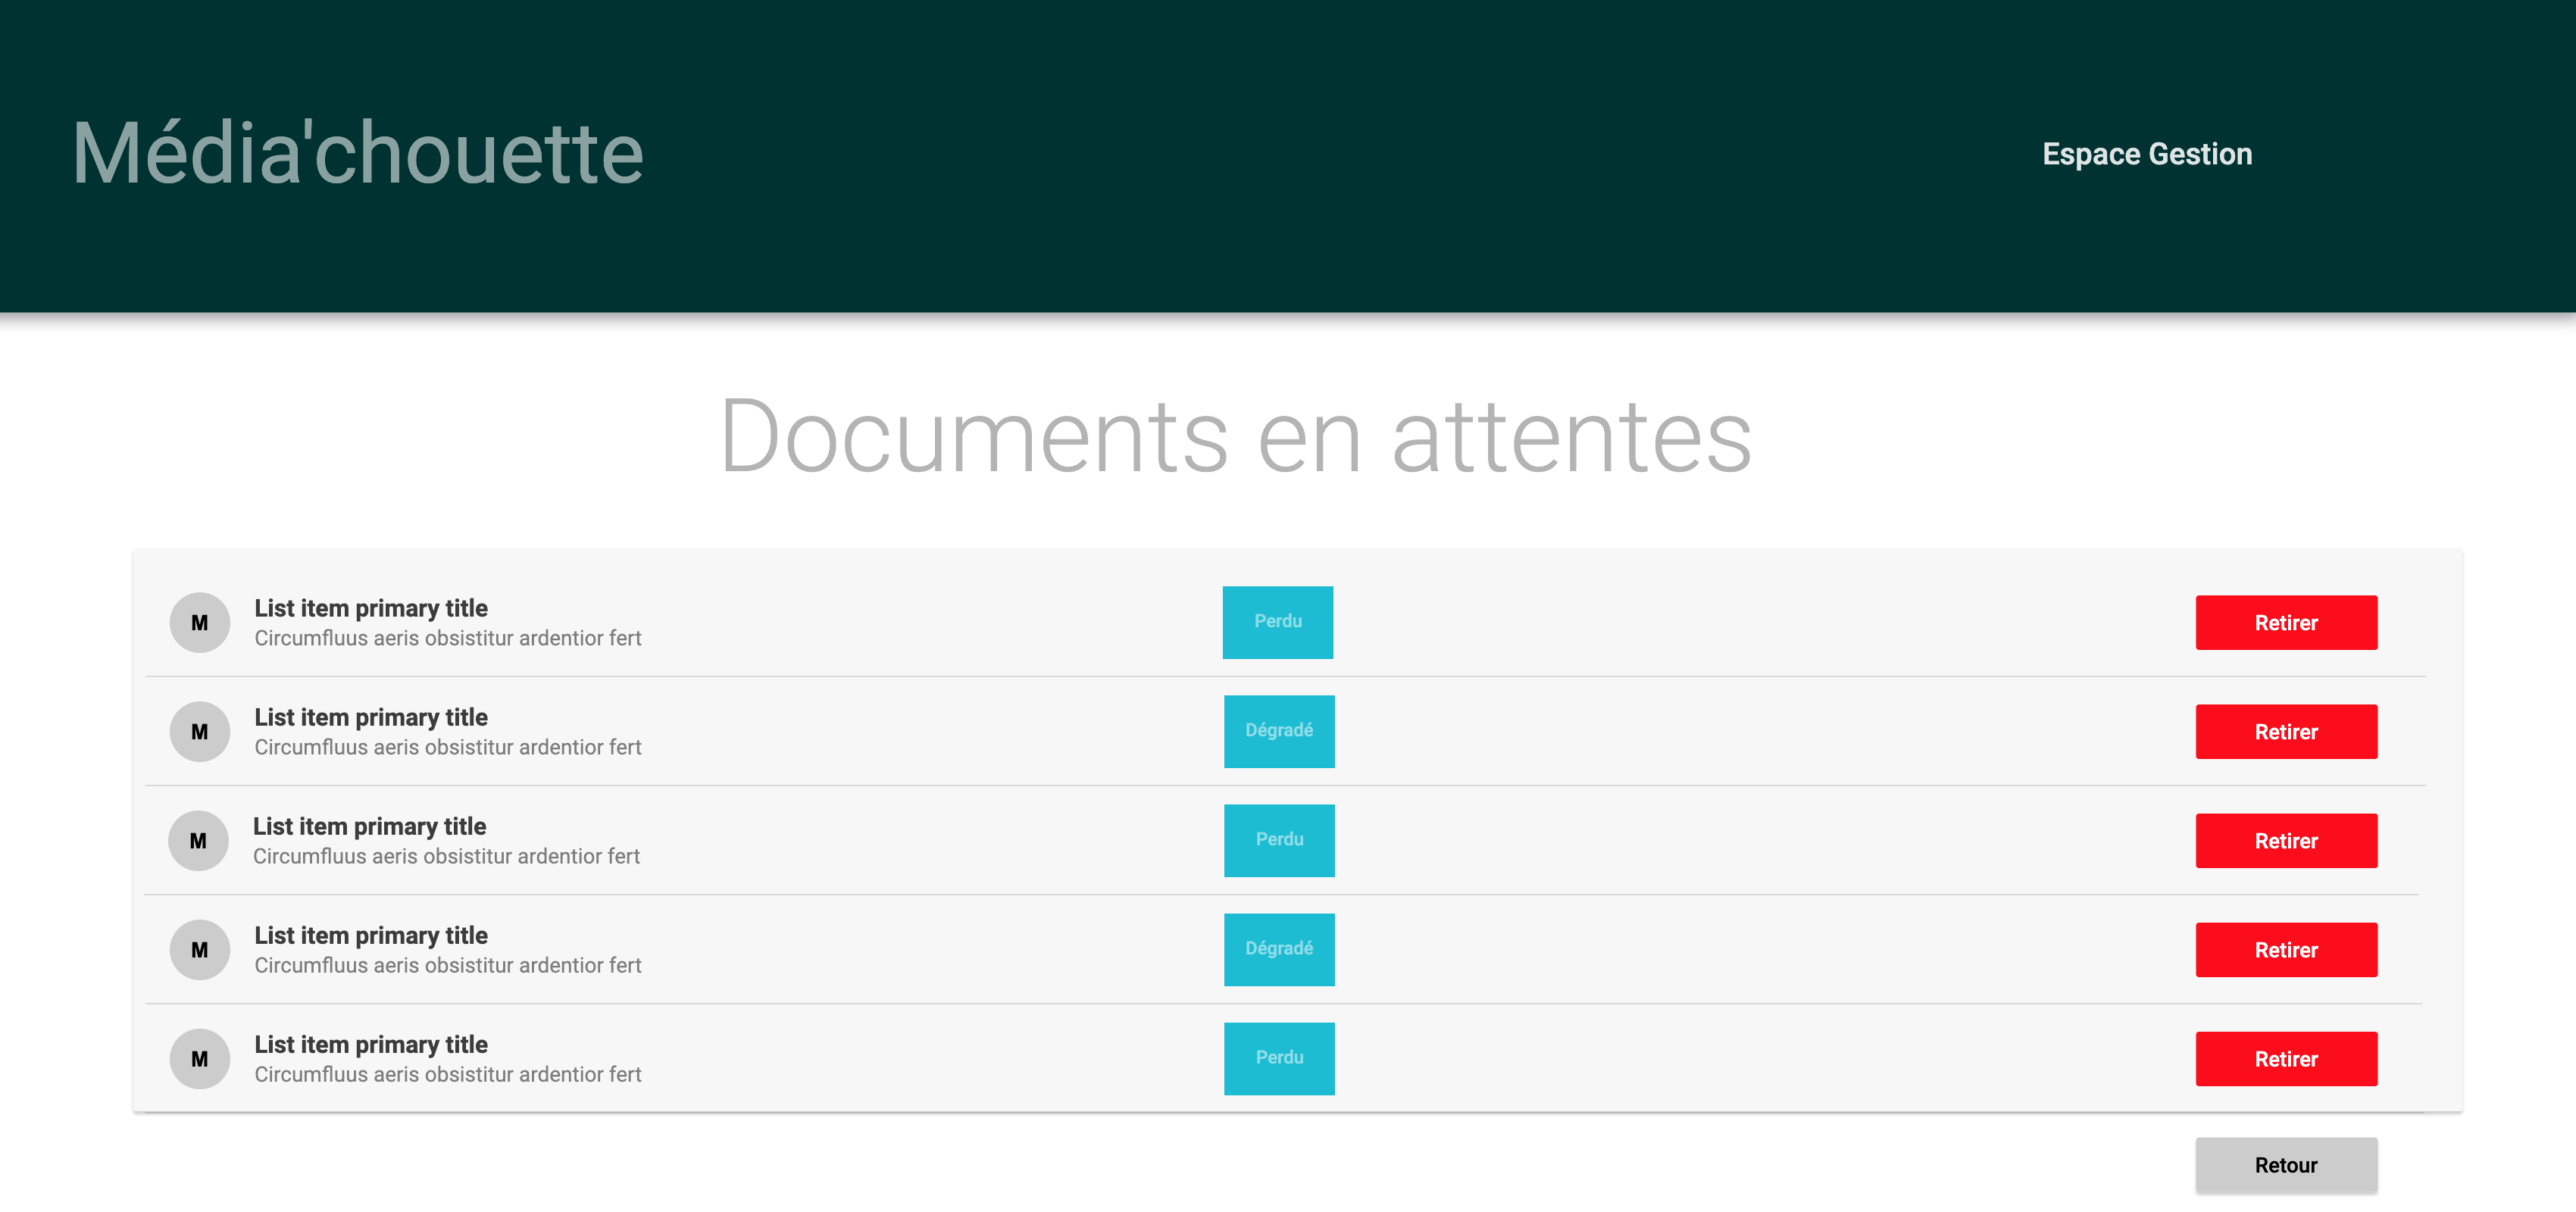 Média'chouette
Espace Gestion
Documents en attentes
M
List item primary title
Circumfluus aeris obsistitur ardentior fert
Perdu
Retirer
M
List item primary title
Circumfluus aeris obsistitur ardentior fert
Dégradé
Retirer
M
List item primary title
Circumfluus aeris obsistitur ardentior fert
Perdu
Retirer
M
List item primary title
Circumfluus aeris obsistitur ardentior fert
Dégradé
Retirer
M
List item primary title
Circumfluus aeris obsistitur ardentior fert
Perdu
Retirer
Retour